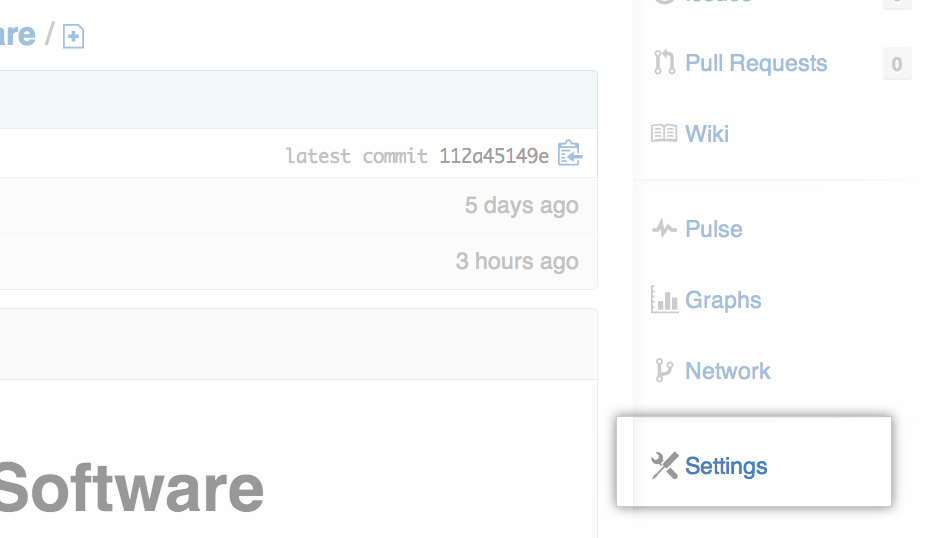 are /
Issues
Pull Requests 0
Wiki
latest commit 112a45149e
5 days ago
3 hours ago
Pulse
Graphs
Network
Settings
Software